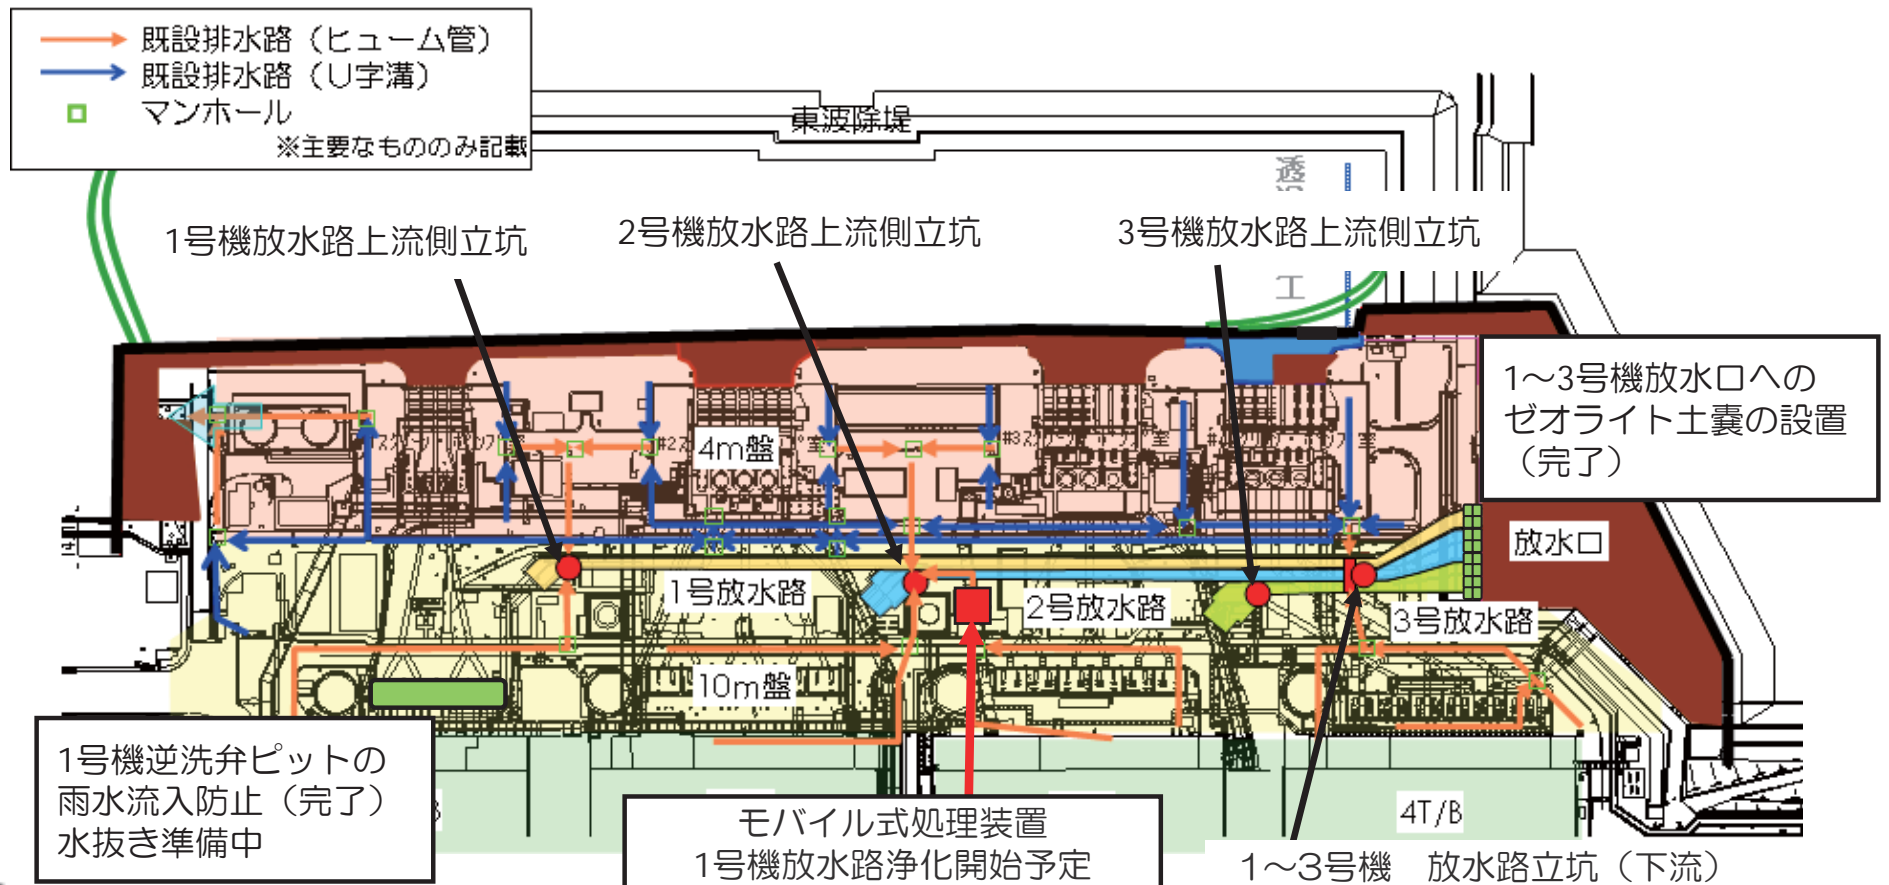 既設排水路（ヒューム管）
既設排水路（U字溝）
マンホール
※主要なもののみ記載
東波除堤
透
工
1号機放水路上流側立坑
2号機放水路上流側立坑
3号機放水路上流側立坑
1～3号機放水口への
ゼオライト土嚢の設置
（完了）
4m盤
放水口
1号放水路
2号放水路
3号放水路
10m盤
1号機逆洗弁ピットの
雨水流入防止（完了）
水抜き準備中
モバイル式処理装置
1号機放水路浄化開始予定
4T/B
1～3号機　放水路立坑（下流）